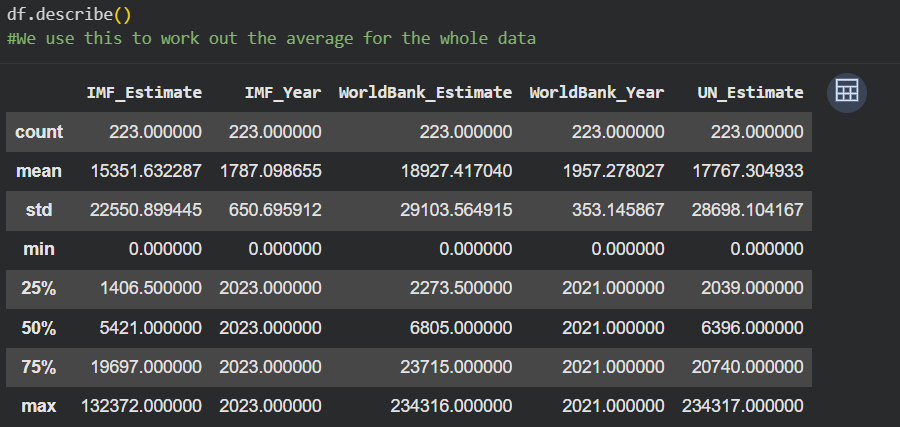 df.describe()
#We use this to work out the average for the whole data
IMF_Estimate IMF_Year WorldBank_Estimate WorldBank_Year UN_Estimate
count 223.000000 223.000000 223.000000 223.000000 223.000000
mean 15351.632287 1787.098655 18927.417040 1957.278027 17767.304933
std 22550.899445 650.695912 29103.564915 353.145867 28698.104167
min 0.000000 0.000000 0.000000 0.000000 0.000000
25% 1406.500000 2023.000000 2273.500000 2021.000000 2039.000000
50% 5421.000000 2023.000000 6805.000000 2021.000000 6396.000000
75% 19697.000000 2023.000000 23715.000000 2021.000000 20740.000000
max 132372.000000 2023.000000 234316.000000 2021.000000 234317.000000